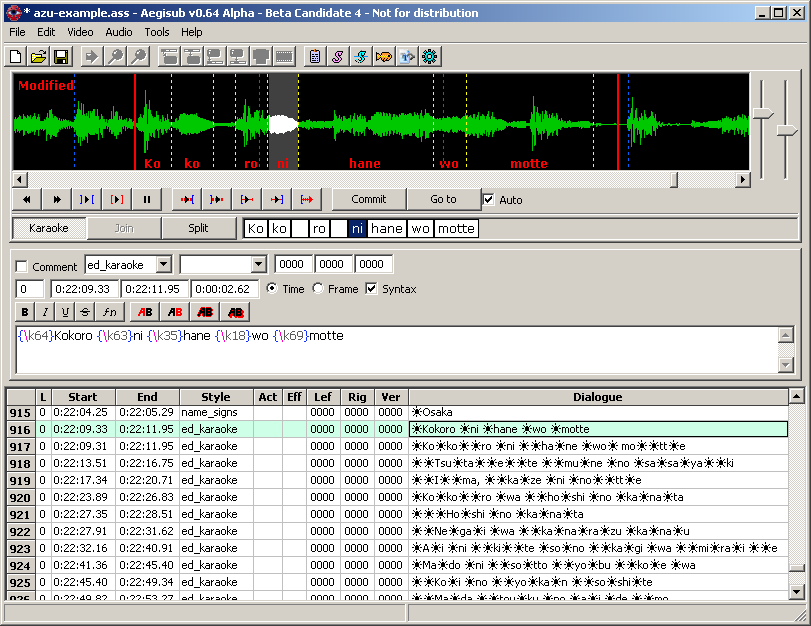 * azu-example.ass - Aegisub v0.64 Alpha - Beta Candidate 4 - Not for distribution
File Edit Video Audio Tools Help
Modified
Ko ko ro ni hane wo motte
Commit Go to Auto
Karaoke Join Split Ko ko ro ni hane wo motte
Comment ed_karaoke 0000 0000 0000
0 0:22:09.33 0:22:11.95 0:00:02.62 Time Frame Syntax
B I U S fn AB AB AB AB
{\k64}Kokoro {\k63}ni {\k35}hane {\k18}wo {\k69}motte
L Start End Style Act Eff Lef Rig Ver Dialogue
915 0 0:22:04.25 0:22:05.29 name_signs 0000 0000 0000 ☀Osaka
916 0 0:22:09.33 0:22:11.95 ed_karaoke 0000 0000 0000 ☀Kokoro ☀ni ☀hane ☀wo ☀motte
917 0 0:22:09.31 0:22:11.95 ed_karaoke 0000 0000 0000 ☀Ko☀ko☀☀ro ☀ni ☀☀ha☀ne ☀wo☀ mo☀☀tt☀e
918 0 0:22:13.51 0:22:16.75 ed_karaoke 0000 0000 0000 ☀☀Tsu☀ta☀☀e☀☀te ☀☀mu☀ne ☀no ☀sa☀sa☀ya☀☀ki
919 0 0:22:17.34 0:22:20.71 ed_karaoke 0000 0000 0000 ☀☀I☀☀ma, ☀☀ka☀ze ☀ni ☀no☀☀tt☀e
920 0 0:22:23.89 0:22:26.83 ed_karaoke 0000 0000 0000 ☀Ko☀ko☀☀ro ☀wa ☀☀ho☀shi ☀no ☀ka☀na☀ta
921 0 0:22:27.35 0:22:28.51 ed_karaoke 0000 0000 0000 ☀☀☀Ho☀shi ☀no ☀ka☀na☀ta
922 0 0:22:27.91 0:22:31.62 ed_karaoke 0000 0000 0000 ☀☀Ne☀ga☀i ☀wa ☀☀ka☀na☀ra☀zu ☀ka☀na☀u
923 0 0:22:32.16 0:22:40.91 ed_karaoke 0000 0000 0000 ☀A☀i ☀ni ☀☀ki☀☀te ☀so☀no ☀☀ka☀gi ☀wa ☀☀mi☀ra☀i ☀☀e
924 0 0:22:41.36 0:22:45.40 ed_karaoke 0000 0000 0000 ☀Ma☀do ☀ni ☀☀so☀tto ☀☀yo☀bu ☀☀ko☀e ☀wa
925 0 0:22:45.40 0:22:49.34 ed_karaoke 0000 0000 0000 ☀☀Ko☀i ☀no ☀☀yo☀ka☀n ☀☀so☀shi☀te